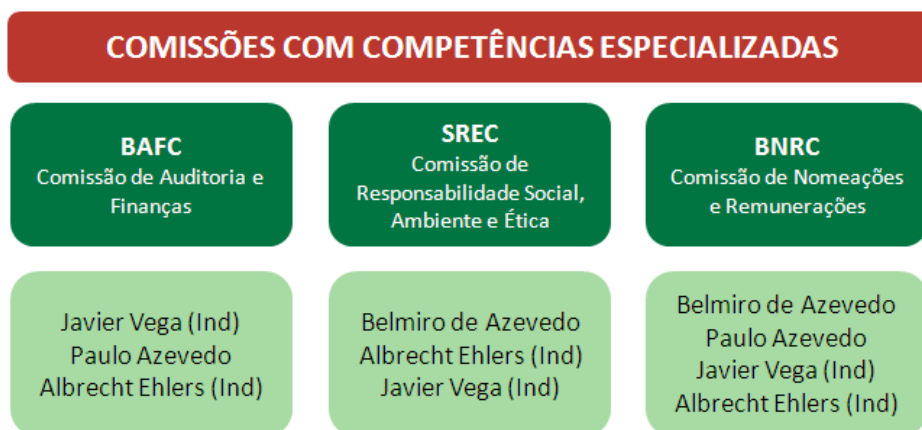 COMISSÕES COM COMPETÊNCIAS ESPECIALIZADAS
BAFC
Comissão de Auditoria e
Finanças
SREC
Comissão de
Responsabilidade Social,
Ambiente e Ética
BNRC
Comissão de Nomeações
e Remunerações
Javier Vega (Ind)
Paulo Azevedo
Albrecht Ehlers (Ind)
Belmiro de Azevedo
Albrecht Ehlers (Ind)
Javier Vega (Ind)
Belmiro de Azevedo
Paulo Azevedo
Javier Vega (Ind)
Albrecht Ehlers (Ind)